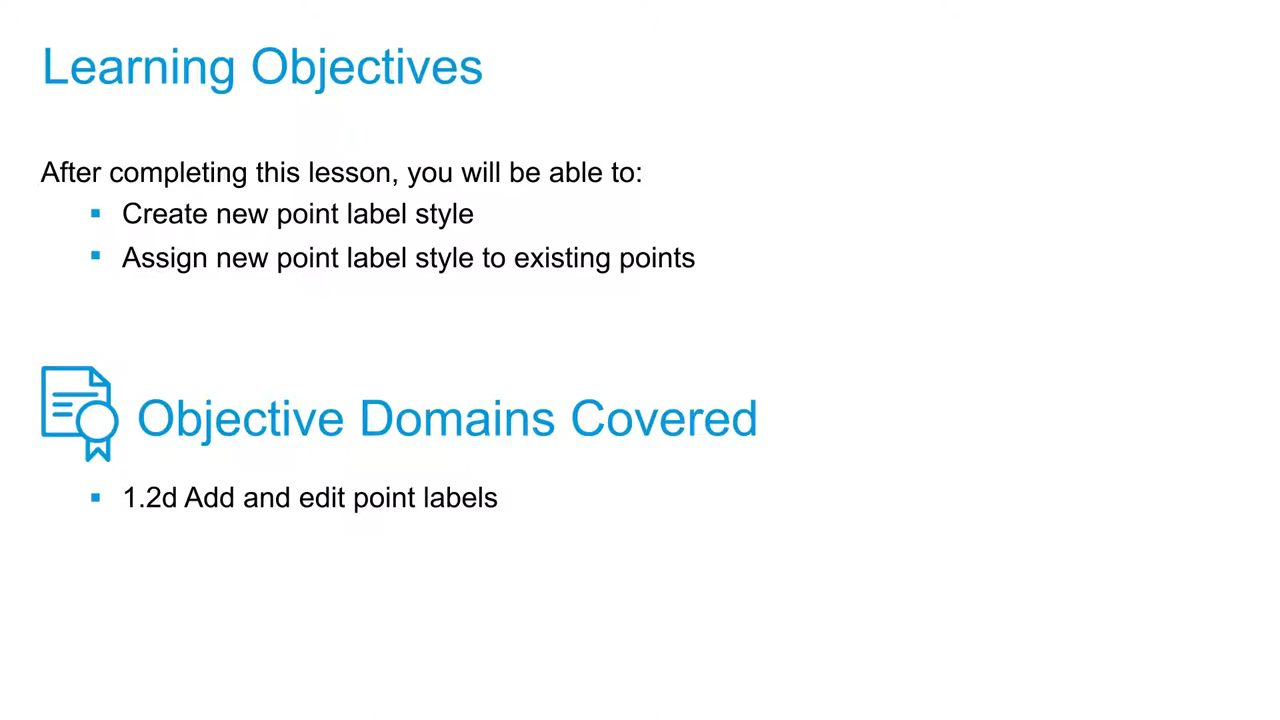 Learning Objectives
After completing this lesson, you will be able to:
▪ Create new point label style
▪ Assign new point label style to existing points
Objective Domains Covered
▪ 1.2d Add and edit point labels